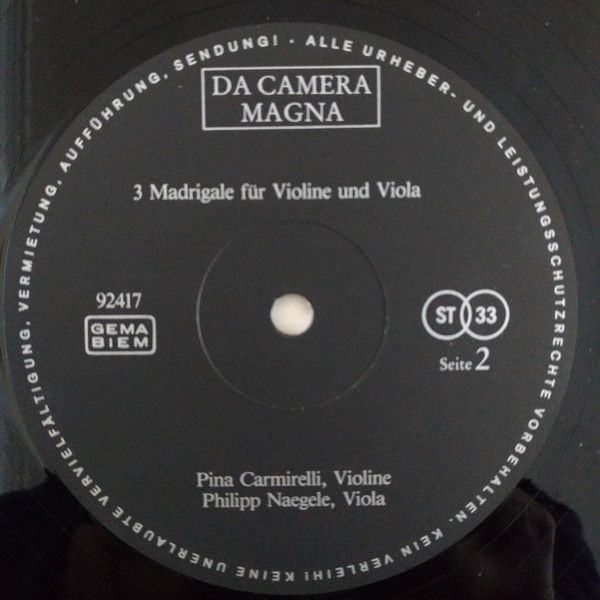 DA CAMERA
MAGNA
3 Madrigale für Violine und Viola
92417
GEMA
BIEM
ST 33
Seite 2
Pina Carmirelli, Violine
Philipp Naegele, Viola
ALLE URHEBER- UND LEISTUNGSSCHUTZRECHTE VORBEHALTEN. KEIN VERLEIH! KEINE UNERLAUBTE VERVIELFÄLTIGUNG, VERMIETUNG, AUFFÜHRUNG, SENDUNG! -